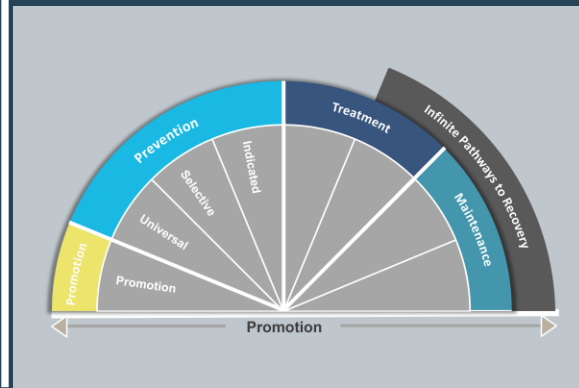 Promotion
Prevention
Treatment
Maintenance
Infinite Pathways to Recovery
Promotion
Universal
Selective
Indicated
Promotion